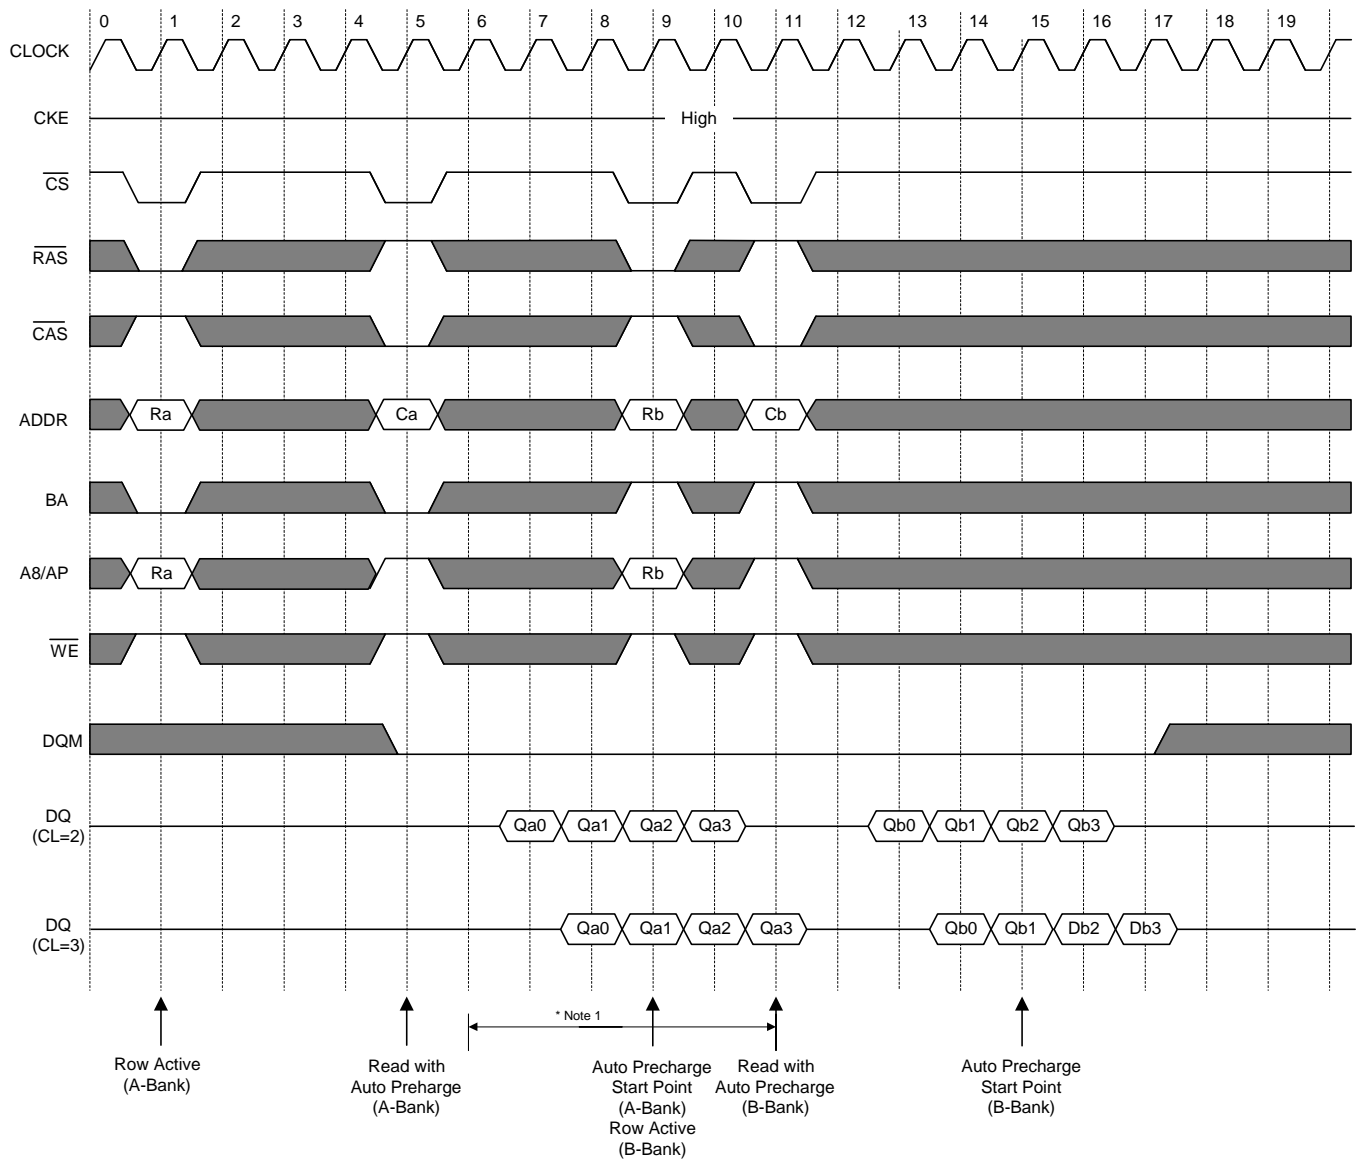 0 1 2 3 4 5 6 7 8 9 10 11 12 13 14 15 16 17 18 19
CLOCK
CKE High
CS
RAS
CAS
ADDR Ra Ca Rb Cb
BA
A8/AP Ra Rb
WE
DQM
DQ
(CL=2)
Qa0 Qa1 Qa2 Qa3 Qb0 Qb1 Qb2 Qb3
DQ
(CL=3)
Qa0 Qa1 Qa2 Qa3 Qb0 Qb1 Db2 Db3
* Note 1
Row Active
(A-Bank)
Read with
Auto Preharge
(A-Bank)
Auto Precharge
Start Point
(A-Bank)
Row Active
(B-Bank)
Read with
Auto Precharge
(B-Bank)
Auto Precharge
Start Point
(B-Bank)